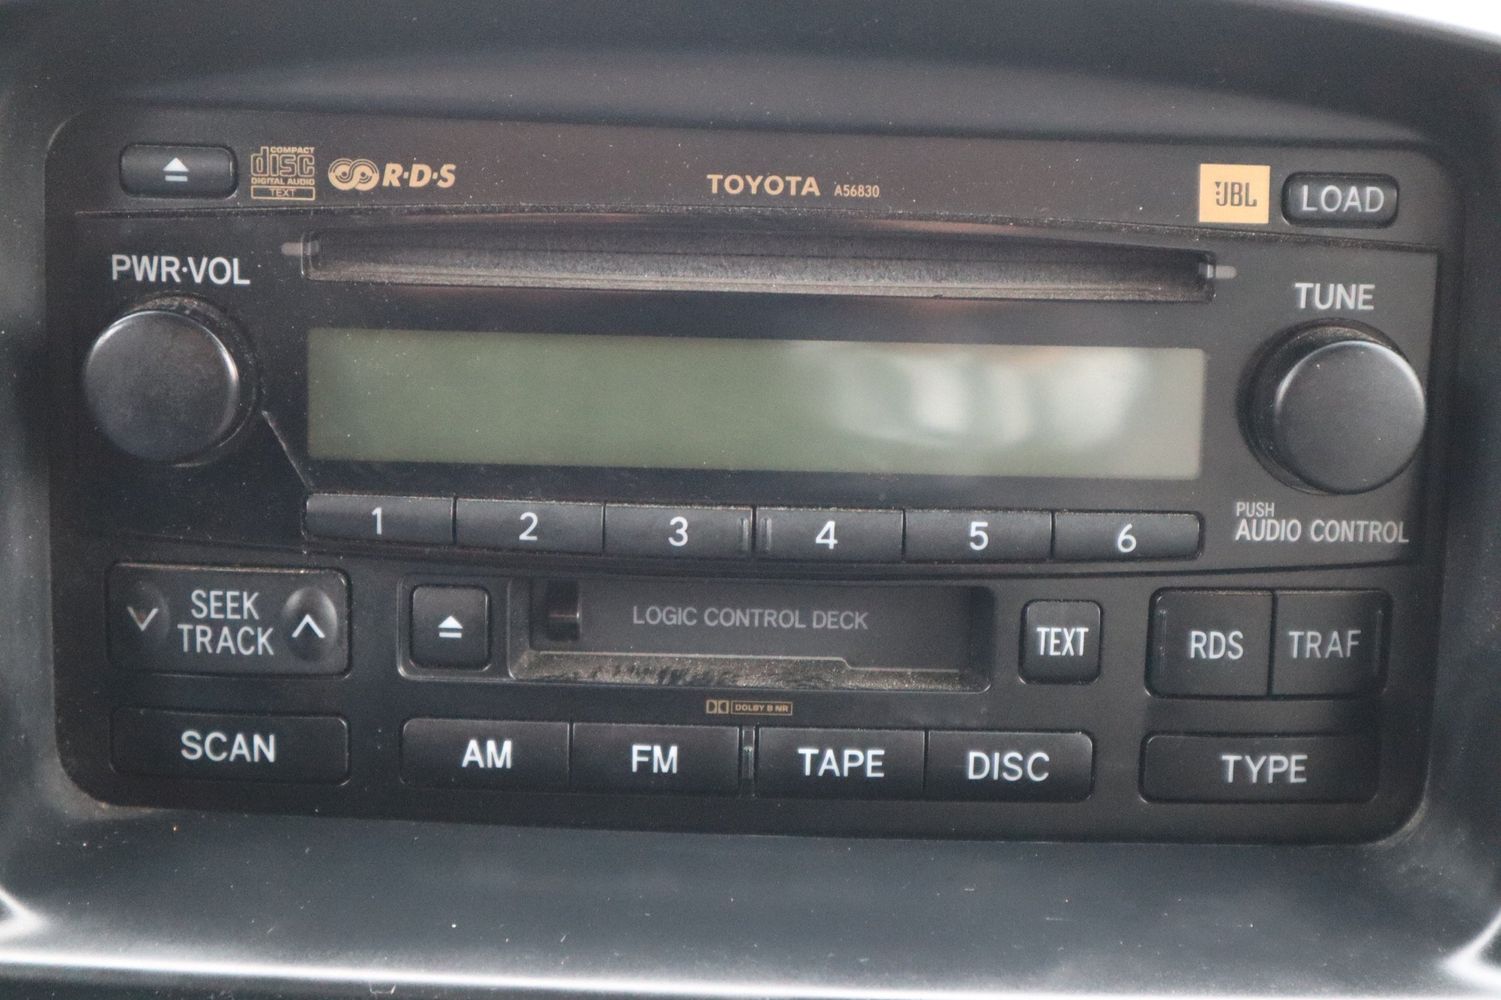 COMPACT
disc
DIGITAL AUDIO
TEXT
R·D·S
TOYOTA A56830
JBL
LOAD
PWR·VOL
TUNE
1 2 3 4 5 6
PUSH
AUDIO CONTROL
SEEK
TRACK
LOGIC CONTROL DECK
TEXT
RDS
TRAF
DOLBY B NR
SCAN
AM
FM
TAPE
DISC
TYPE